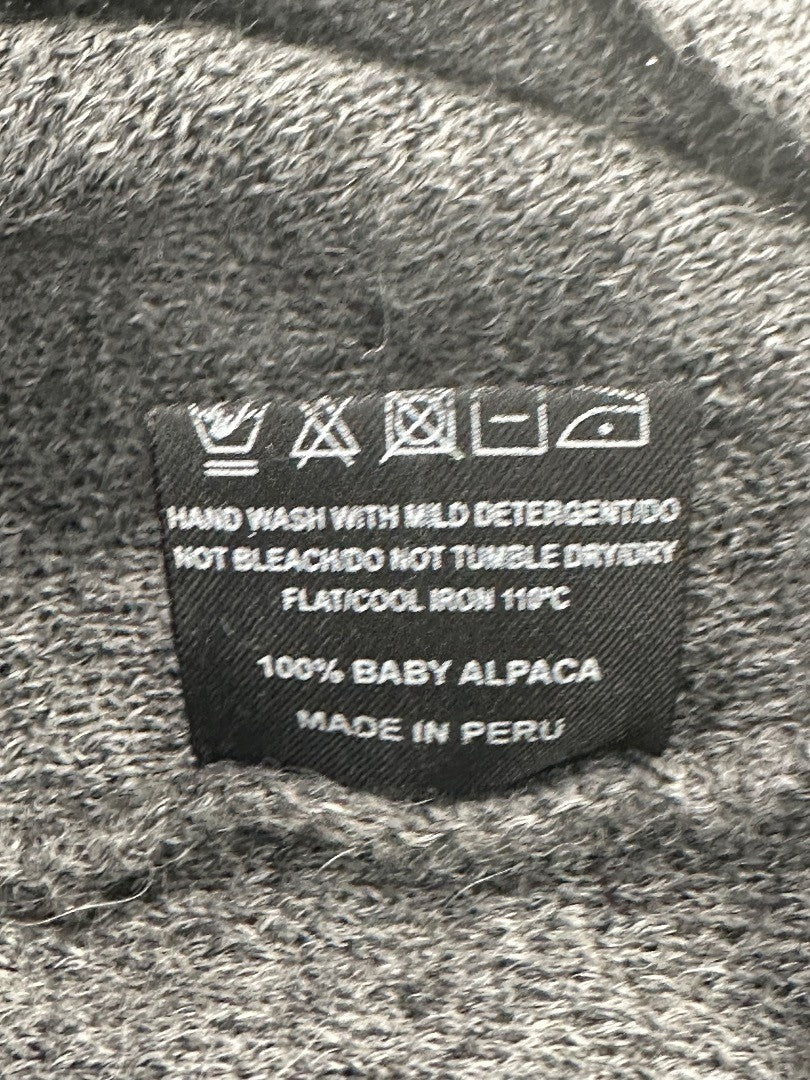 HAND WASH WITH MILD DETERGENT/DO
NOT BLEACH/DO NOT TUMBLE DRY/DRY
FLAT/COOL IRON 110ºC
100% BABY ALPACA
MADE IN PERU